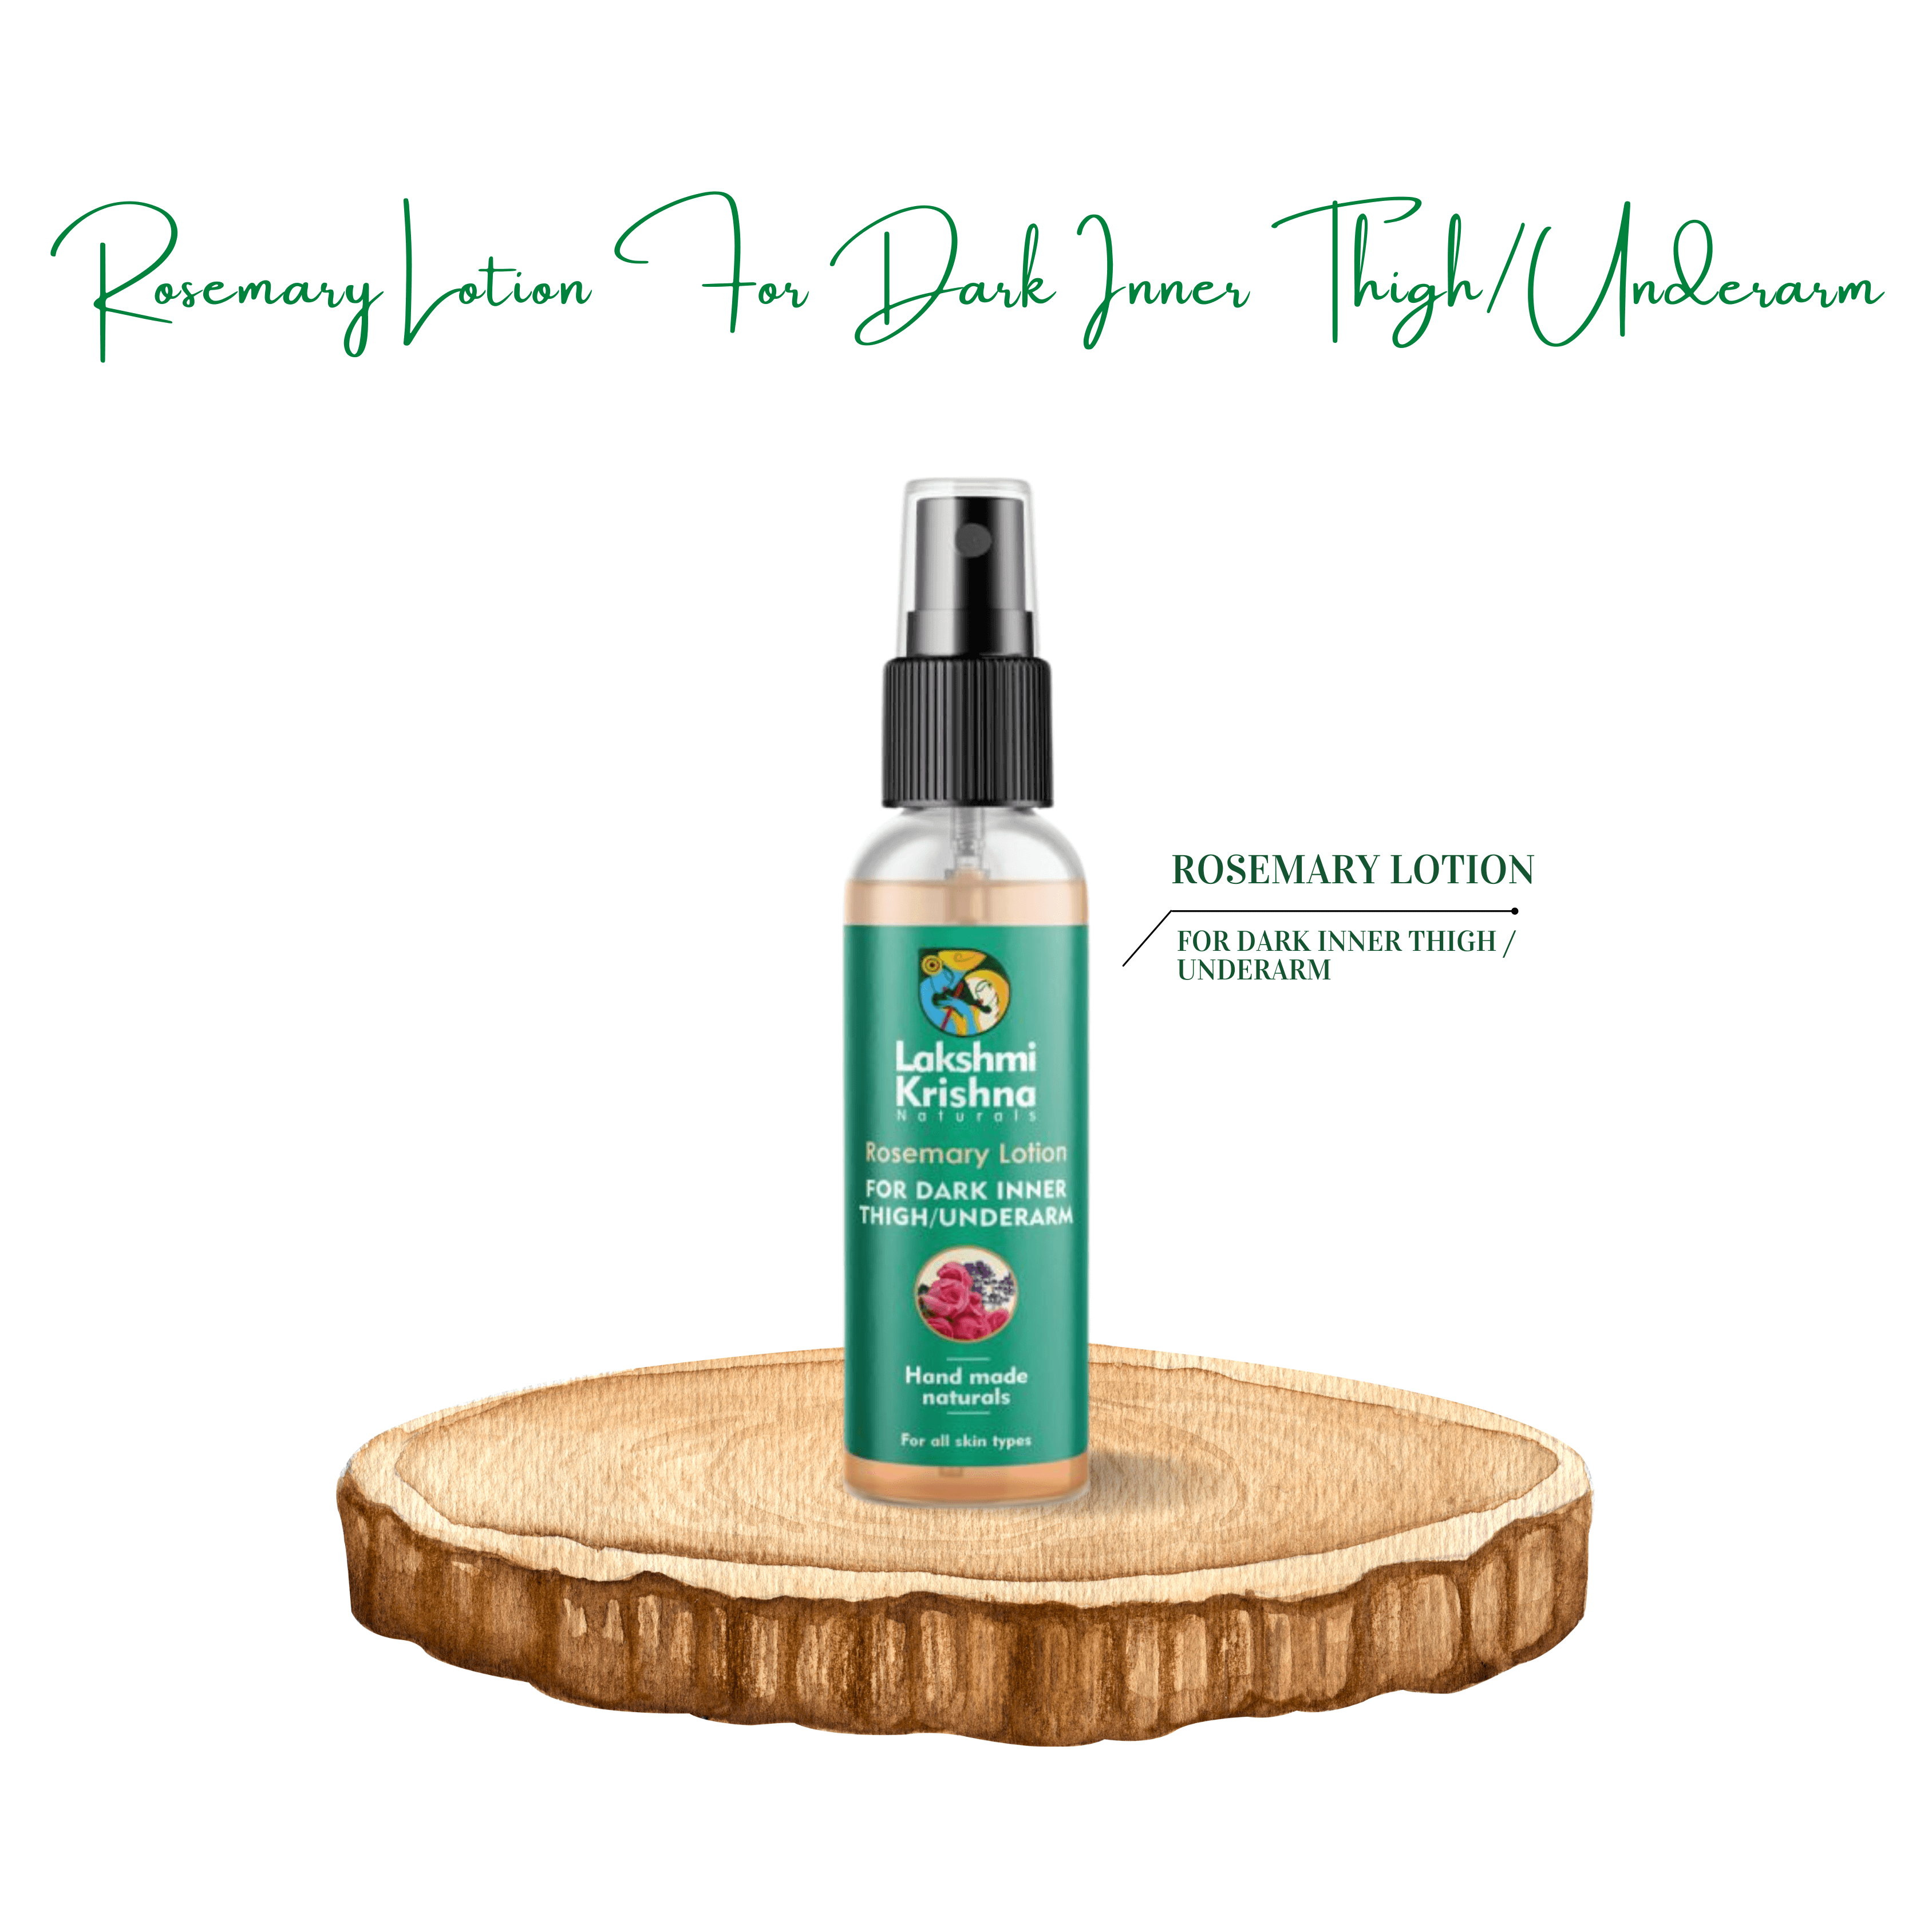 Rosemary Lotion For Dark Inner Thigh/Underarm
ROSEMARY LOTION
FOR DARK INNER THIGH /
UNDERARM
Lakshmi
Krishna
Naturals
Rosemary Lotion
FOR DARK INNER
THIGH/UNDERARM
Hand made
naturals
For all skin types